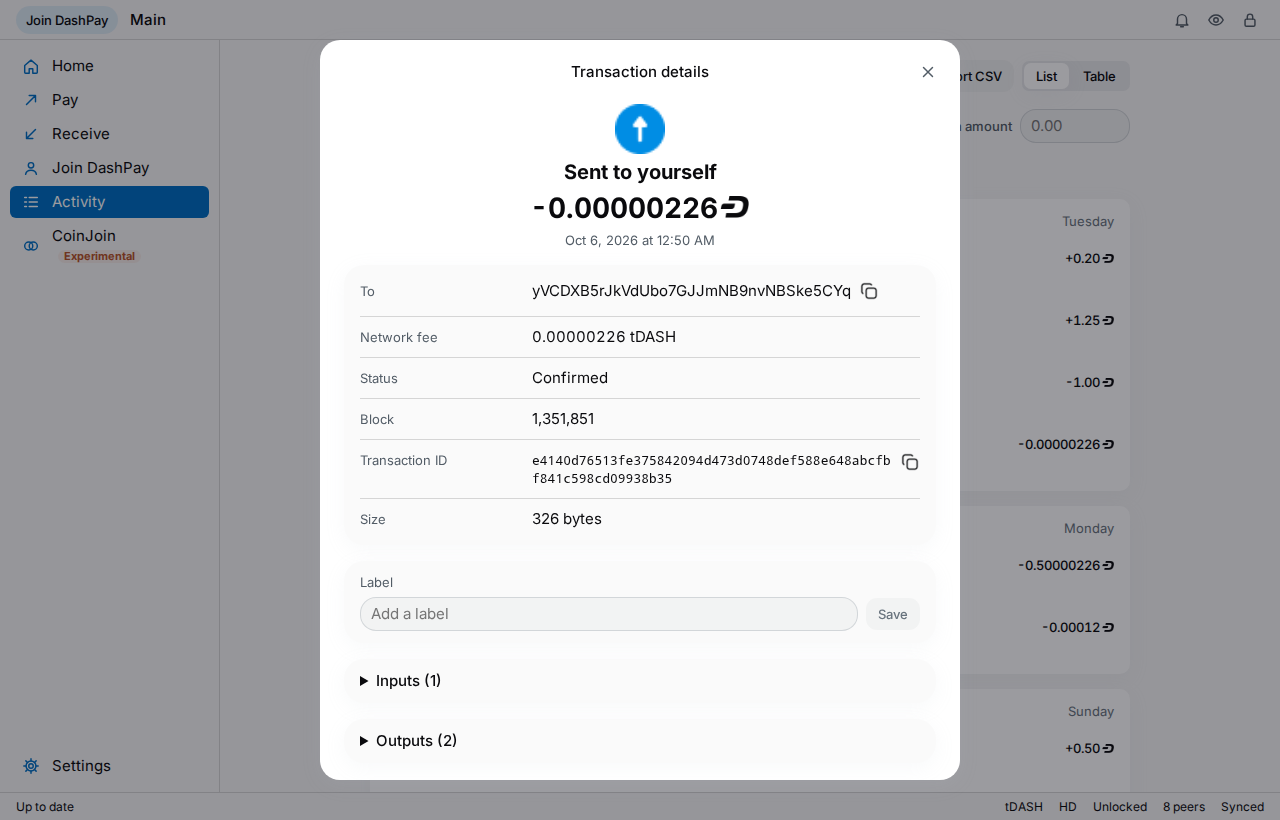 Join DashPay
Main
Home
Pay
Receive
Join DashPay
Activity
CoinJoin
Experimental
Settings
CSV
List
Table
amount
0.00
Tuesday
+0.20
+1.25
-1.00
-0.00000226
Monday
-0.50000226
-0.00012
Sunday
+0.50
Transaction details
Sent to yourself
-0.00000226
Oct 6, 2026 at 12:50 AM
To
yVCDXB5rJkVdUbo7GJJmNB9nvNBSke5CYq
Network fee
0.00000226 tDASH
Status
Confirmed
Block
1,351,851
Transaction ID
e4140d76513fe375842094d473d0748def588e648abcfb
f841c598cd09938b35
Size
326 bytes
Label
Add a label
Save
Inputs (1)
Outputs (2)
Up to date
tDASH
HD
Unlocked
8 peers
Synced